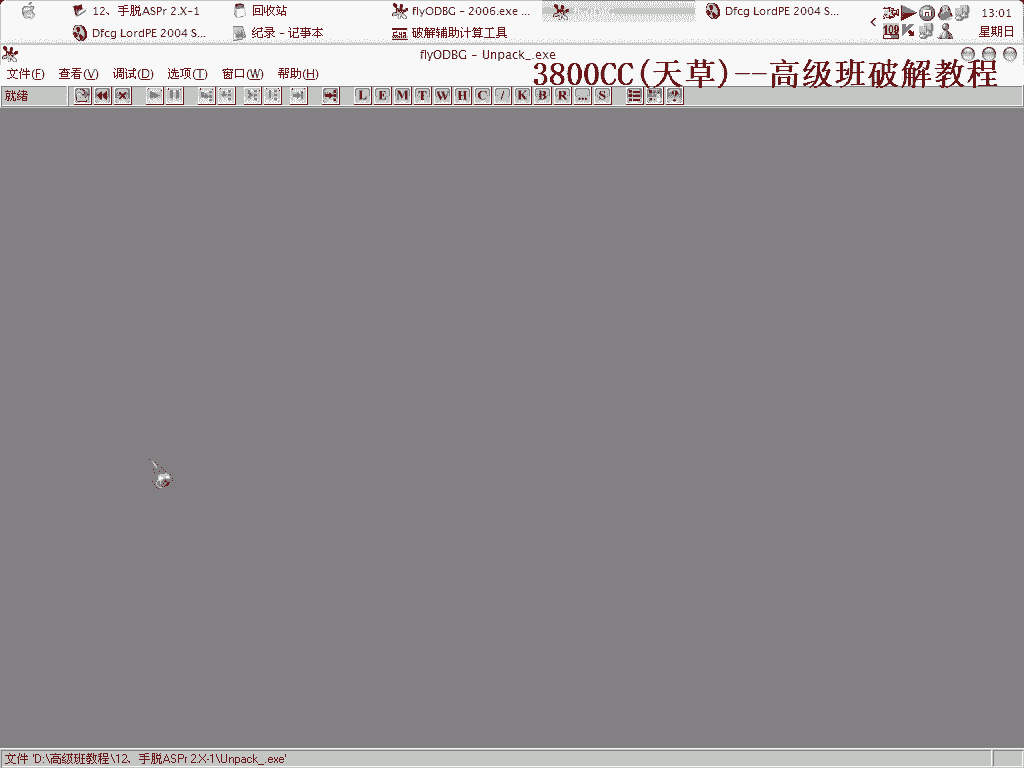 12、手脱ASPr 2.X-1
回收站
flyODBG - 2006.exe ...
Dfcg LordPE 2004 S...
13:01
Dfcg LordPE 2004 S...
纪录 - 记事本
破解辅助计算工具
100
星期日
flyODBG - Unpack_.exe
文件(F) 查看(V) 调试(D) 选项(T) 窗口(W) 帮助(H)
3800CC(天草)--高级班破解教程
就绪
L E M T W H C / K B R ... S ?
文件 'D:\高级班教程\12、手脱ASPr 2.X-1\Unpack_.exe'